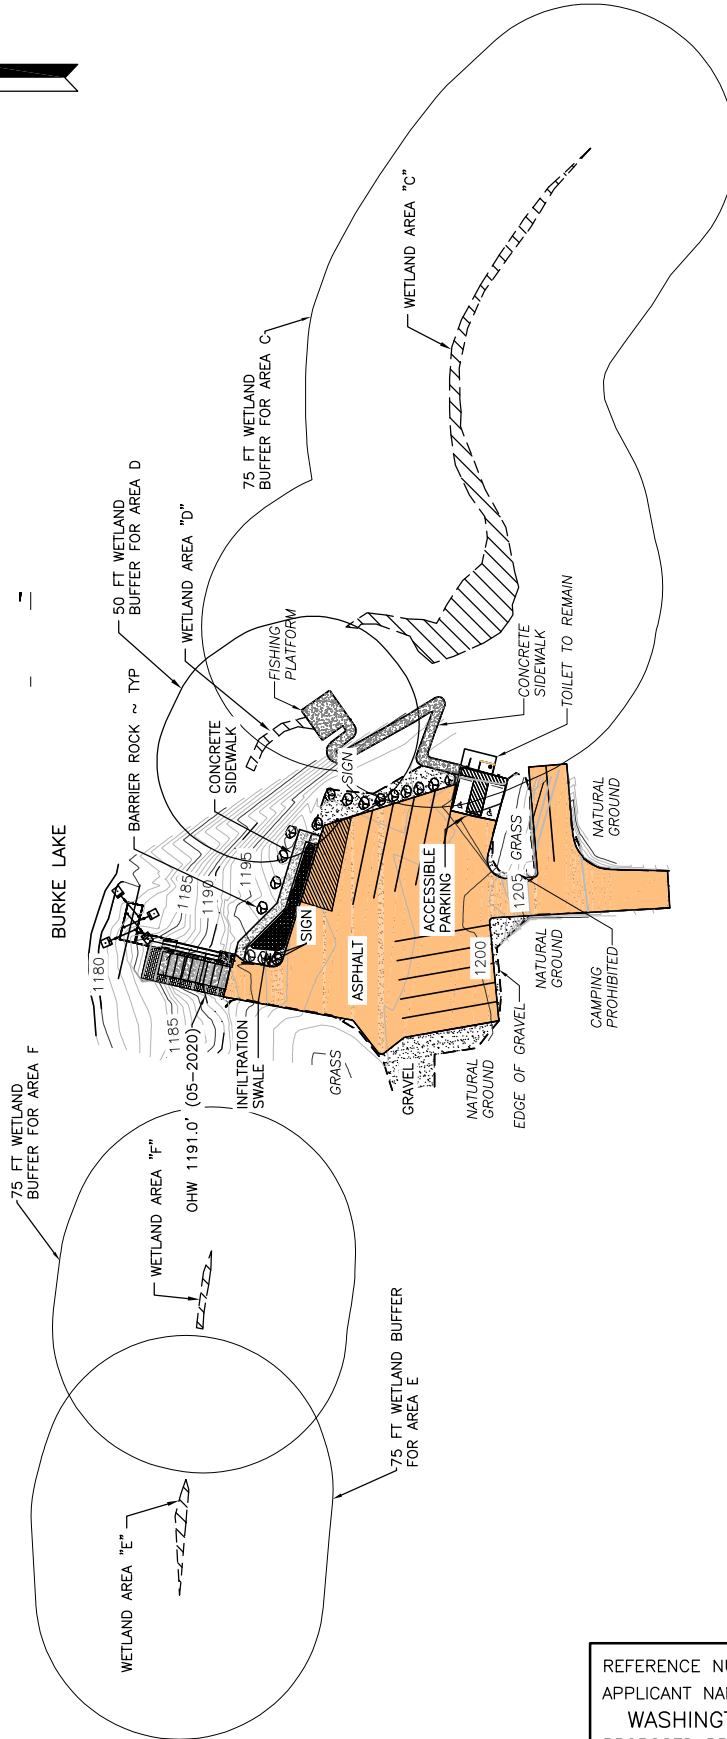 BURKE LAKE
75 FT WETLAND
BUFFER FOR AREA F
WETLAND AREA "F"
OHW 1191.0' (05-2020)
WETLAND AREA "E"
75 FT WETLAND BUFFER
FOR AREA E
BARRIER ROCK ~ TYP
50 FT WETLAND
BUFFER FOR AREA D
WETLAND AREA "D"
75 FT WETLAND
BUFFER FOR AREA C
WETLAND AREA "C"
CONCRETE
SIDEWALK
FISHING
PLATFORM
SIGN
CONCRETE
SIDEWALK
TOILET TO REMAIN
1180
1185
1190
1195
1185
SIGN
INFILTRATION
SWALE
GRASS
ASPHALT
GRAVEL
ACCESSIBLE
PARKING
1200
1205
GRASS
NATURAL
GROUND
EDGE OF GRAVEL
NATURAL
GROUND
CAMPING
PROHIBITED
NATURAL
GROUND
REFERENCE NU
APPLICANT NA
WASHINGT